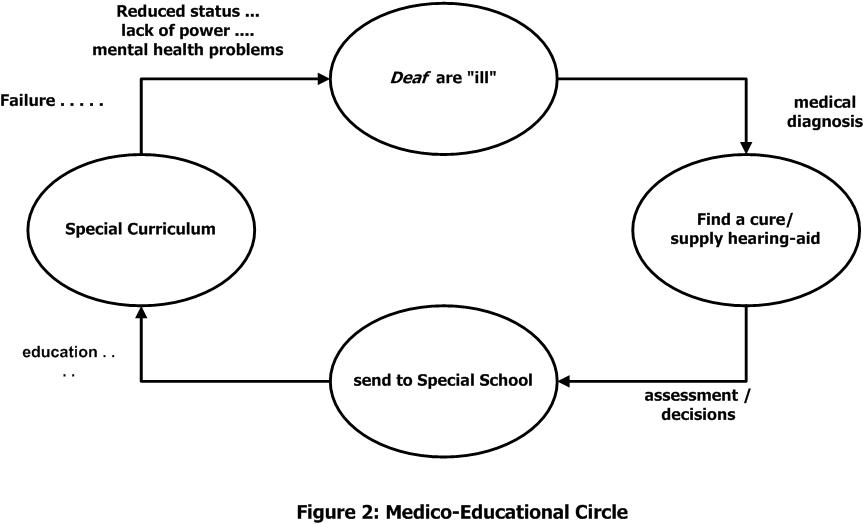 Reduced status ...
lack of power ....
mental health problems
Deaf are "ill"
Failure . . . . .
medical
diagnosis
Special Curriculum
Find a cure/
supply hearing-aid
education . .
. .
send to Special School
assessment /
decisions
Figure 2: Medico-Educational Circle